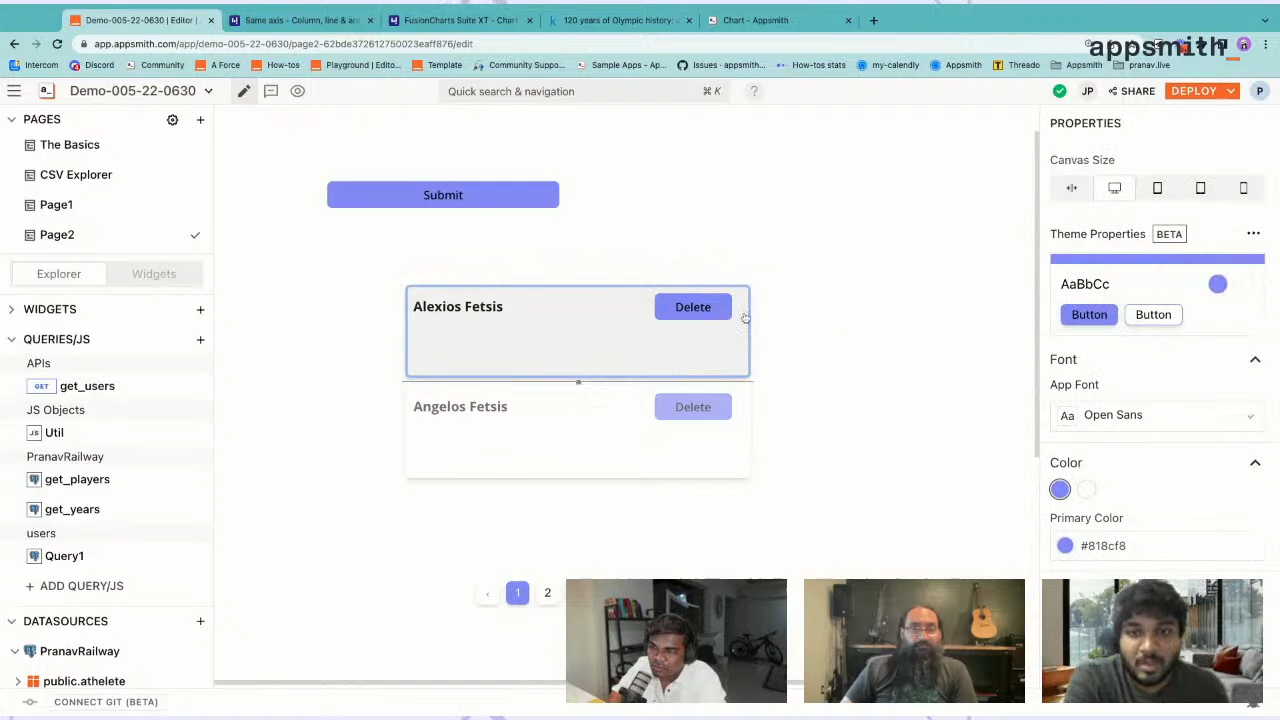 Demo-005-22-0630 | Editor |
Same axis - Column, line & are
FusionCharts Suite XT - Chart
120 years of Olympic history:
Chart - Appsmith
app.appsmith.com/app/demo-005-22-0630/page2-62bde372612750023eaff876/edit
appsmith_
Intercom
Discord
Community
A Force
How-tos
Playground | Edito...
Template
Community Suppo...
Sample Apps - Ap...
Issues · appsmith...
How-tos stats
my-calendly
Appsmith
Threado
Appsmith
pranav.live
Demo-005-22-0630
Quick search & navigation
⌘ K
?
JP
SHARE
DEPLOY
P
PAGES
The Basics
CSV Explorer
Page1
Page2
Explorer
Widgets
WIDGETS
QUERIES/JS
APIs
GET get_users
JS Objects
JS Util
PranavRailway
get_players
get_years
users
Query1
+ ADD QUERY/JS
DATASOURCES
PranavRailway
public.athelete
CONNECT GIT (BETA)
Submit
Alexios Fetsis
Delete
Angelos Fetsis
Delete
1
2
PROPERTIES
Canvas Size
Theme Properties BETA
AaBbCc
Button
Button
Font
App Font
Aa Open Sans
Color
Primary Color
#818cf8